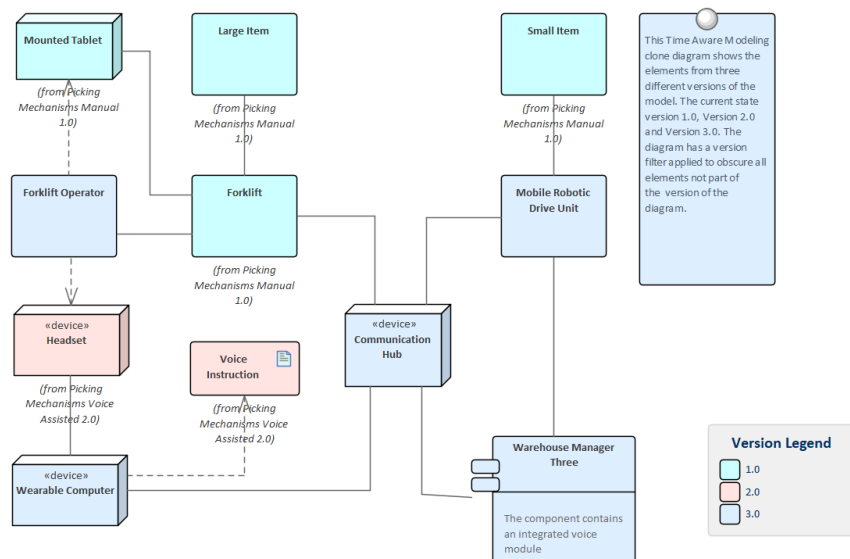 Mounted Tablet
Large Item
Small Item
(from Picking
Mechanisms Manual
1.0)
(from Picking
Mechanisms Manual
1.0)
(from Picking
Mechanisms Manual
1.0)
This Time Aware Modeling
clone diagram shows the
elements from three
different versions of the
model. The current state
version 1.0, Version 2.0
and Version 3.0. The
diagram has a version
filter applied to obscure all
elements not part of
the version of the
diagram.
Forklift Operator
Forklift
Mobile Robotic
Drive Unit
(from Picking
Mechanisms Manual
1.0)
«device»
Headset
(from Picking
Mechanisms Voice
Assisted 2.0)
Voice
Instruction
(from Picking
Mechanisms Voice
Assisted 2.0)
«device»
Communication
Hub
«device»
Wearable Computer
Warehouse Manager
Three
The component contains
an integrated voice
module
Version Legend
1.0
2.0
3.0